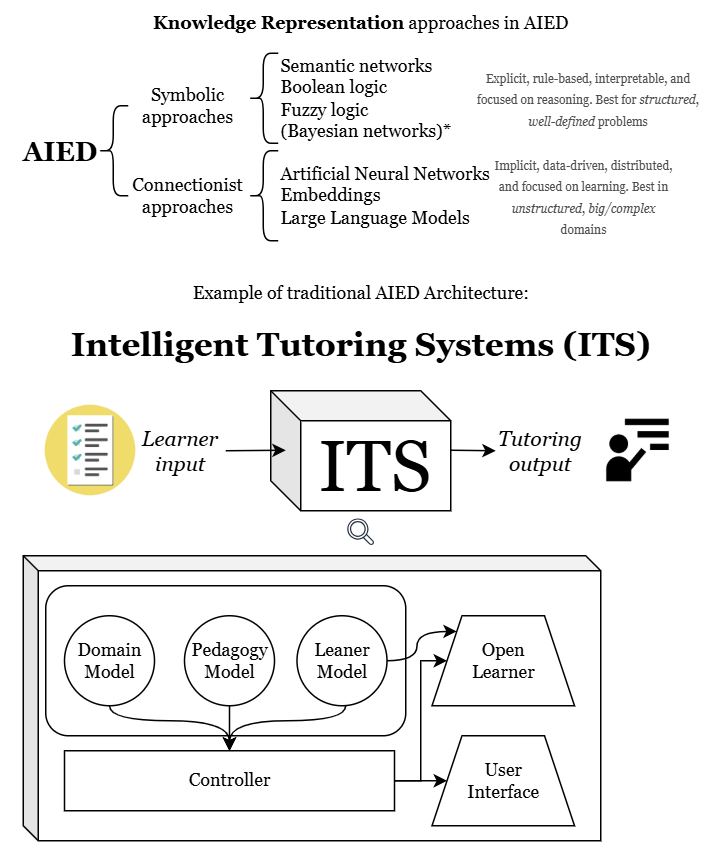 Knowledge Representation approaches in AIED
Symbolic
approaches
Semantic networks
Boolean logic
Fuzzy logic
(Bayesian networks)*
Explicit, rule-based, interpretable, and
focused on reasoning. Best for structured,
well-defined problems
AIED
Connectionist
approaches
Artificial Neural Networks
Embeddings
Large Language Models
Implicit, data-driven, distributed,
and focused on learning. Best in
unstructured, big/complex
domains
Example of traditional AIED Architecture:
Intelligent Tutoring Systems (ITS)
Learner
input
ITS
Tutoring
output
Domain
Model
Pedagogy
Model
Leaner
Model
Open
Learner
Controller
User
Interface